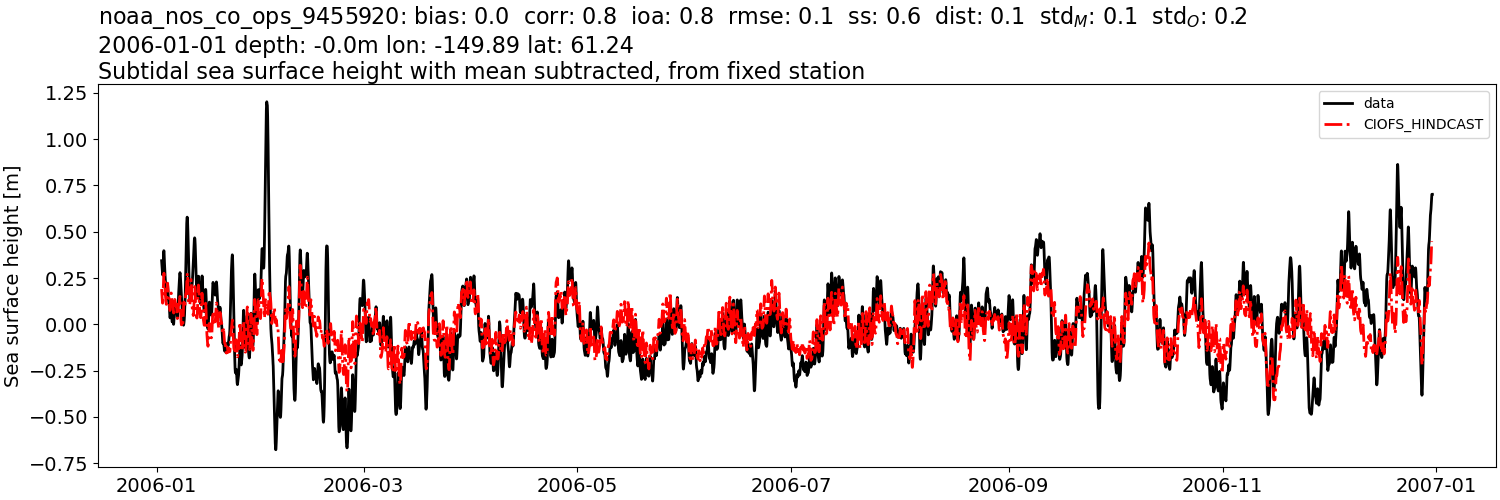 noaa_nos_co_ops_9455920: bias: 0.0 corr: 0.8 ioa: 0.8 rmse: 0.1 ss: 0.6 dist: 0.1 std_M: 0.1 std_O: 0.2
2006-01-01 depth: -0.0m lon: -149.89 lat: 61.24
Subtidal sea surface height with mean subtracted, from fixed station
data
CIOFS_HINDCAST
Sea surface height [m]
1.25
1.00
0.75
0.50
0.25
0.00
−0.25
−0.50
−0.75
2006-01
2006-03
2006-05
2006-07
2006-09
2006-11
2007-01